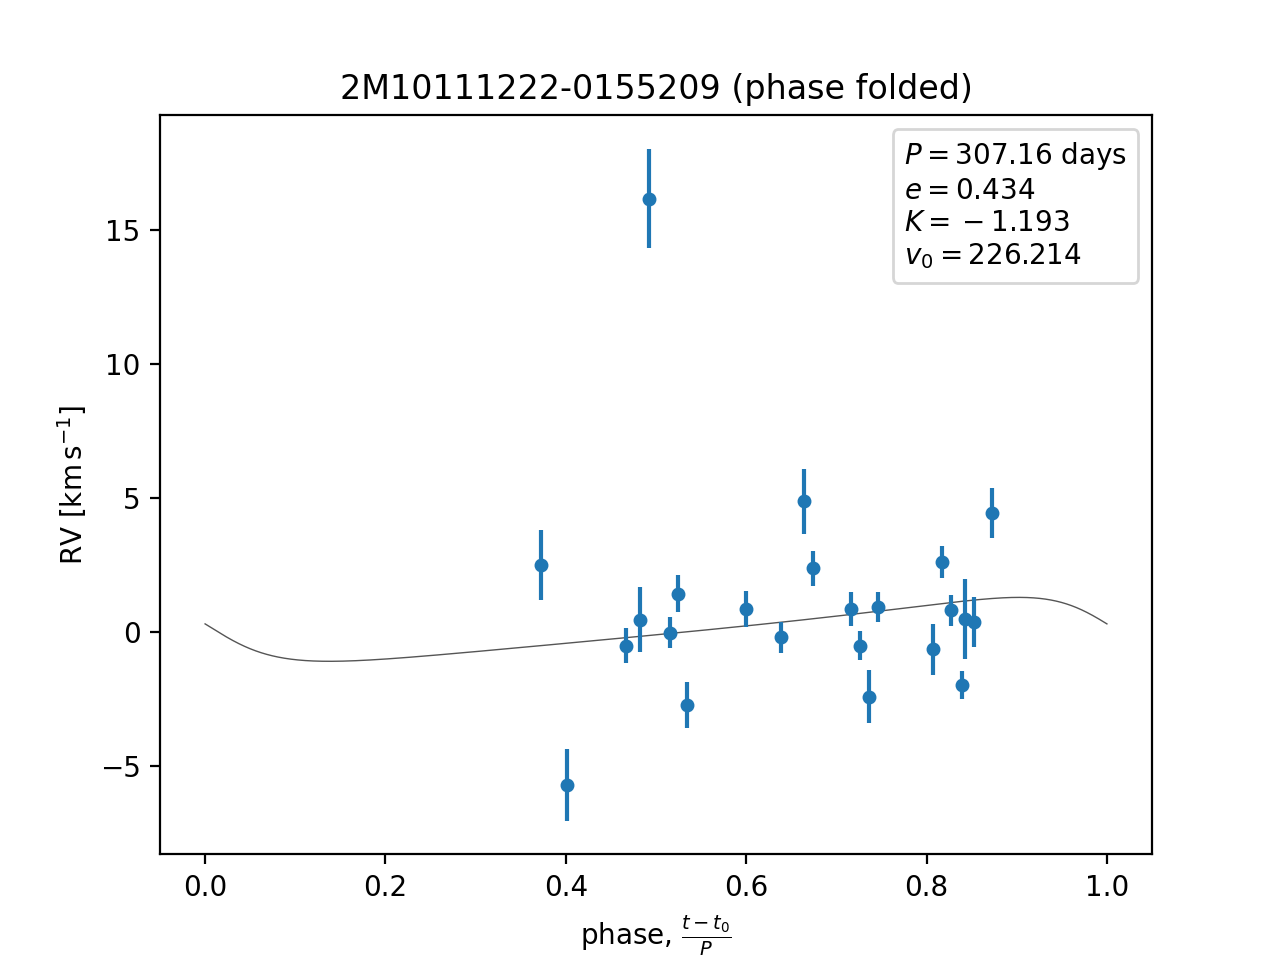 2M10111222-0155209 (phase folded)
P = 307.16 days
e = 0.434
K = −1.193
v₀ = 226.214
15
10
5
0
−5
RV [km s⁻¹]
0.0 0.2 0.4 0.6 0.8 1.0
phase, (t − t₀)/P